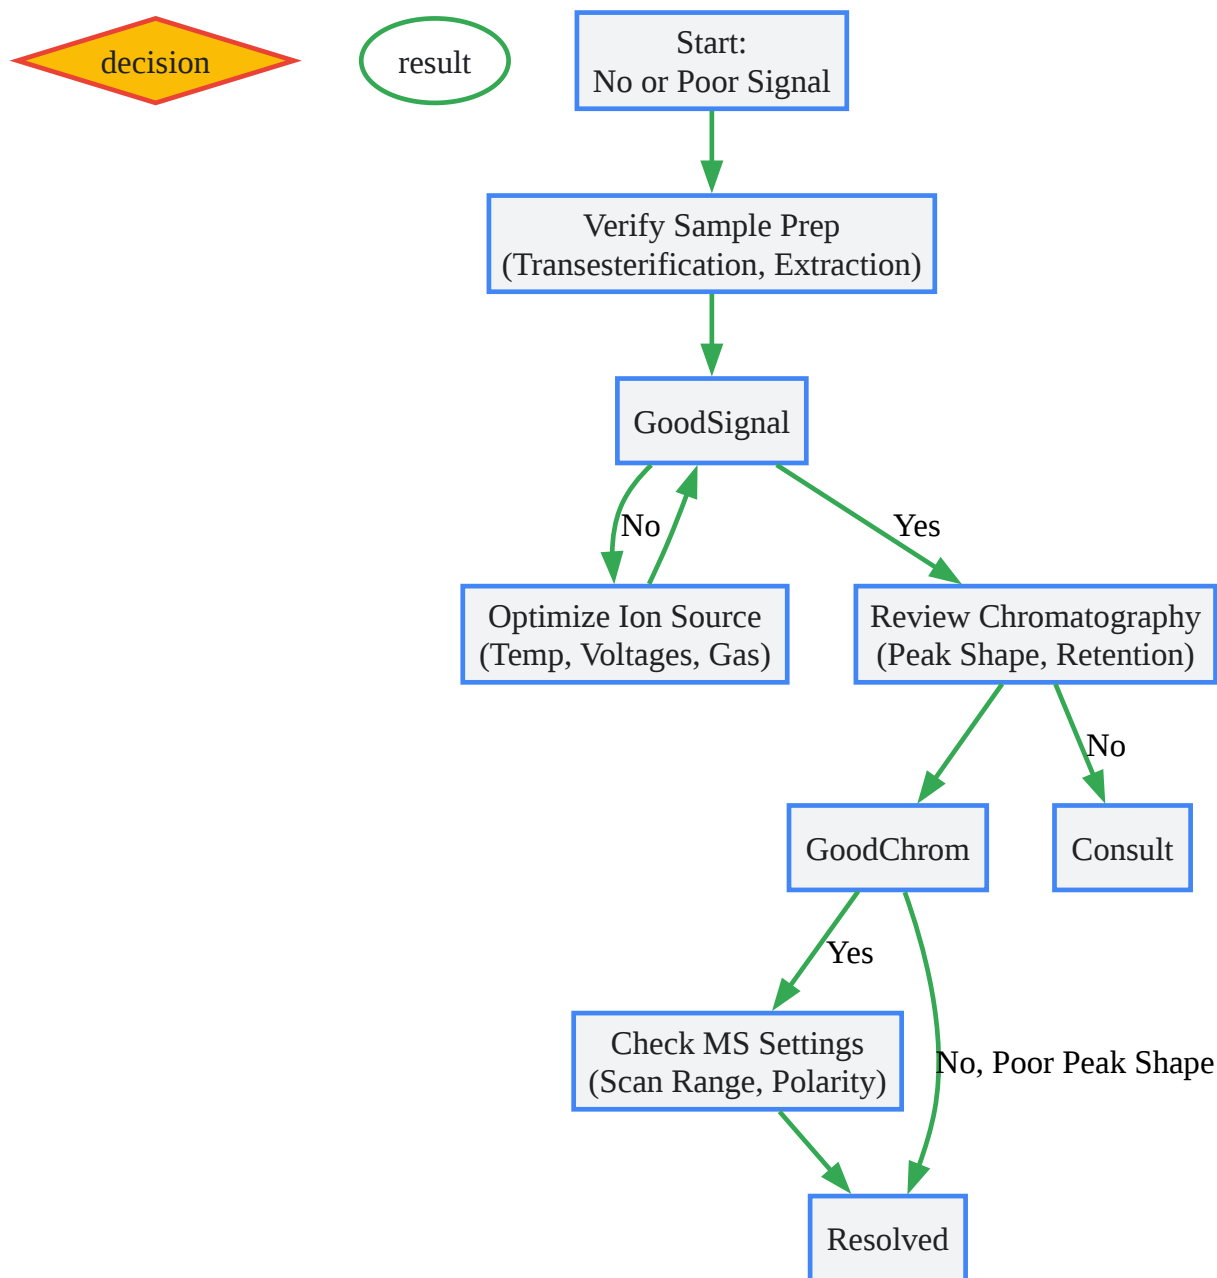 decision
result
Start:
No or Poor Signal
Verify Sample Prep
(Transesterification, Extraction)
GoodSignal
No
Yes
Optimize Ion Source
(Temp, Voltages, Gas)
Review Chromatography
(Peak Shape, Retention)
No
GoodChrom
Consult
Yes
Check MS Settings
(Scan Range, Polarity)
No, Poor Peak Shape
Resolved